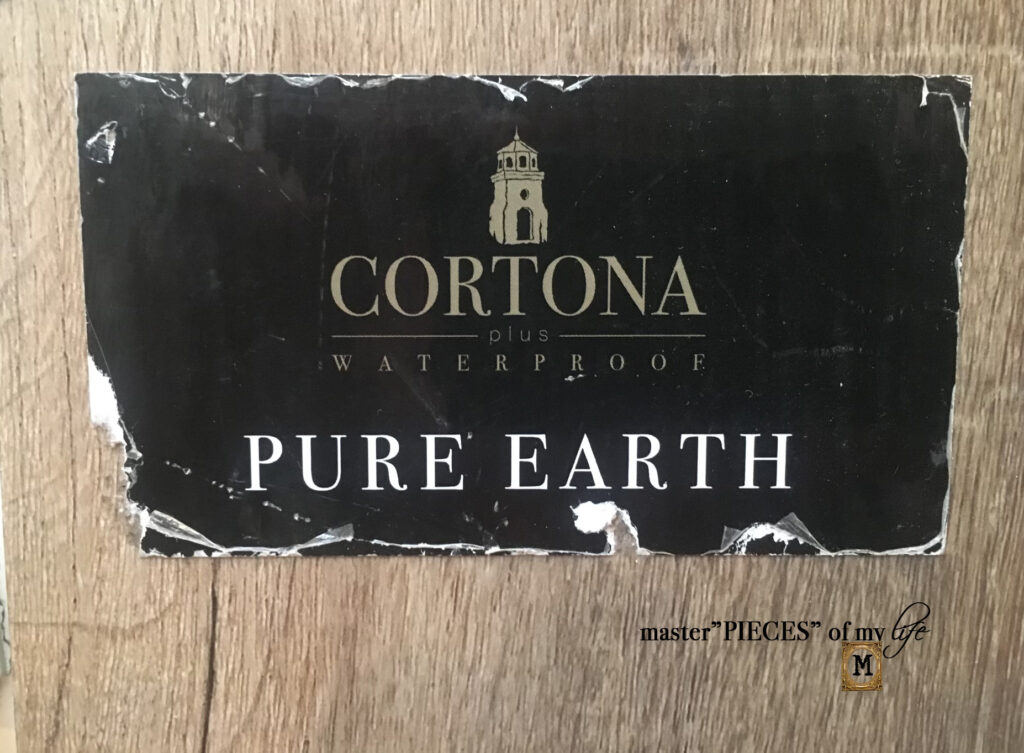 CORTONA
plus
WATERPROOF
PURE EARTH
master”PIECES” of my life
M